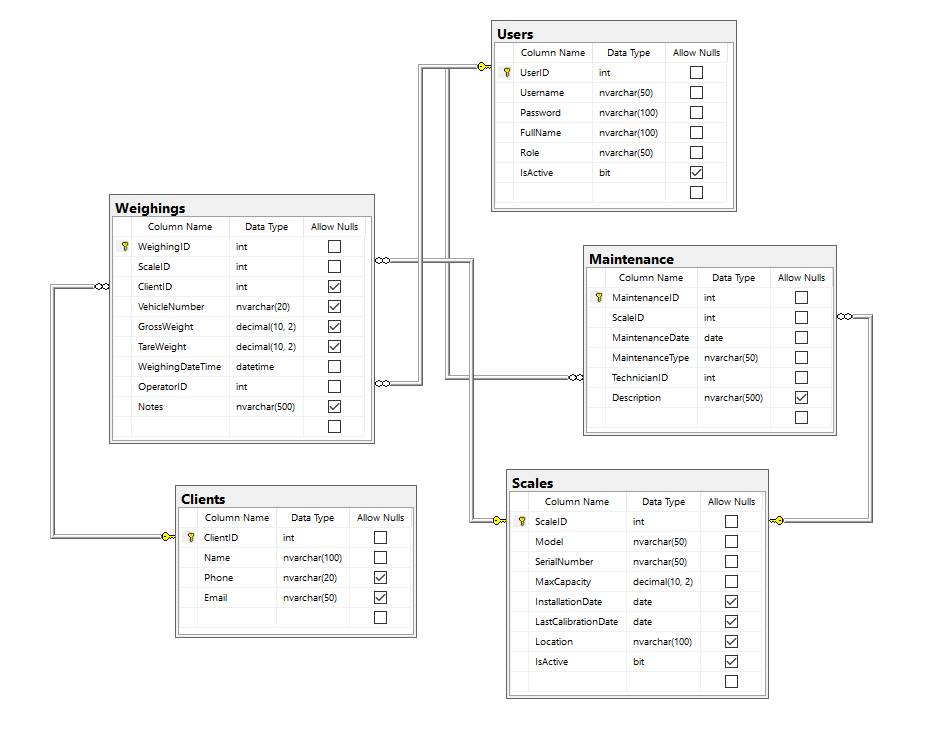 Users
Column Name Data Type Allow Nulls
UserID int
Username nvarchar(50)
Password nvarchar(100)
FullName nvarchar(100)
Role nvarchar(50)
IsActive bit
Weighings
Column Name Data Type Allow Nulls
WeighingID int
ScaleID int
ClientID int
VehicleNumber nvarchar(20)
GrossWeight decimal(10, 2)
TareWeight decimal(10, 2)
WeighingDateTime datetime
OperatorID int
Notes nvarchar(500)
Maintenance
Column Name Data Type Allow Nulls
MaintenanceID int
ScaleID int
MaintenanceDate date
MaintenanceType nvarchar(50)
TechnicianID int
Description nvarchar(500)
Clients
Column Name Data Type Allow Nulls
ClientID int
Name nvarchar(100)
Phone nvarchar(20)
Email nvarchar(50)
Scales
Column Name Data Type Allow Nulls
ScaleID int
Model nvarchar(50)
SerialNumber nvarchar(50)
MaxCapacity decimal(10, 2)
InstallationDate date
LastCalibrationDate date
Location nvarchar(100)
IsActive bit